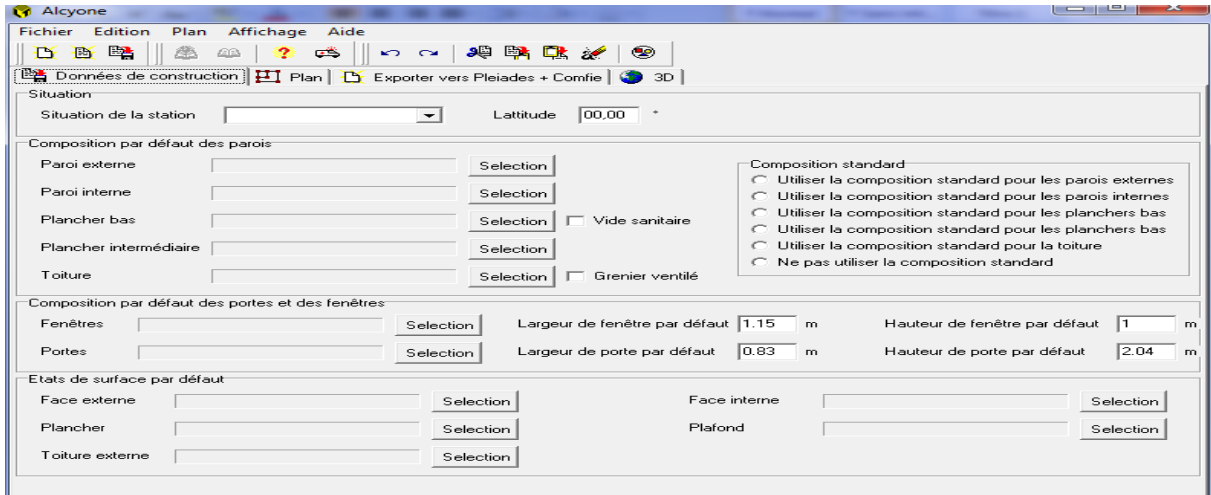 Alcyone
Fichier Edition Plan Affichage Aide
Données de construction Plan Exporter vers Pleiades + Comfie 3D
Situation
Situation de la station Lattitude 00,00 °
Composition par défaut des parois
Paroi externe Selection
Paroi interne Selection
Plancher bas Selection Vide sanitaire
Plancher intermédiaire Selection
Toiture Selection Grenier ventilé
Composition standard
Utiliser la composition standard pour les parois externes
Utiliser la composition standard pour les parois internes
Utiliser la composition standard pour les planchers bas
Utiliser la composition standard pour les planchers bas
Utiliser la composition standard pour la toiture
Ne pas utiliser la composition standard
Composition par défaut des portes et des fenêtres
Fenêtres Selection Largeur de fenêtre par défaut 1.15 m Hauteur de fenêtre par défaut 1 m
Portes Selection Largeur de porte par défaut 0.83 m Hauteur de porte par défaut 2.04 m
Etats de surface par défaut
Face externe Selection Face interne Selection
Plancher Selection Plafond Selection
Toiture externe Selection